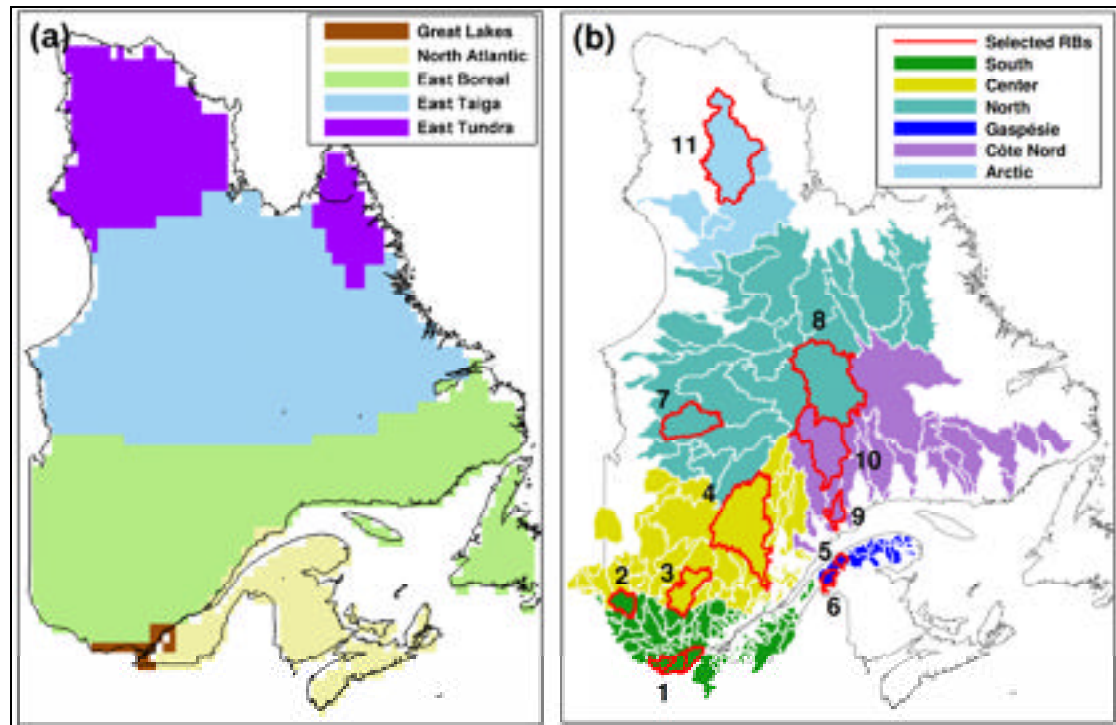 (a)
Great Lakes
North Atlantic
East Boreal
East Taiga
East Tundra
(b)
Selected RBs
South
Center
North
Gaspésie
Côte Nord
Arctic
11
8
7
10
4
9
5
2
3
6
1